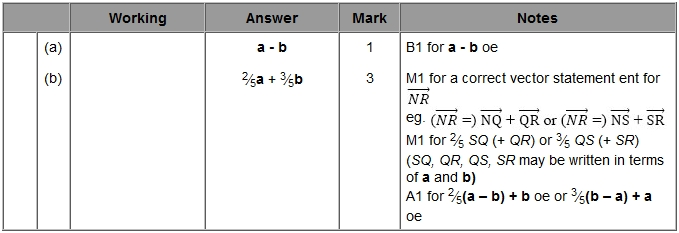 Working Answer Mark Notes
(a) a - b 1 B1 for a - b oe
(b) ⅖a + ⅗b 3 M1 for a correct vector statement ent for
NR
eg. (NR =) NQ + QR or (NR =) NS + SR
M1 for ⅖ SQ (+ QR) or ⅗ QS (+ SR)
(SQ, QR, QS, SR may be written in terms
of a and b)
A1 for ⅖(a – b) + b oe or ⅗(b – a) + a
oe